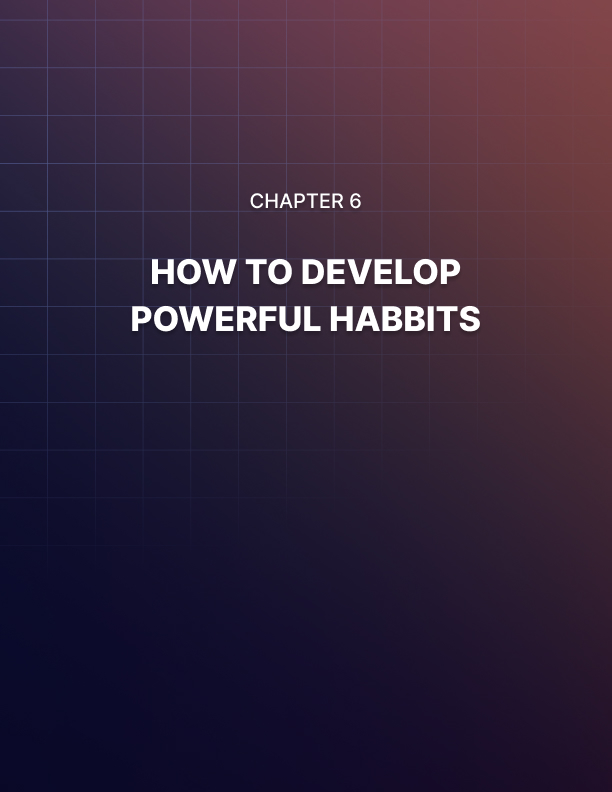 CHAPTER 6
HOW TO DEVELOP
POWERFUL HABBITS